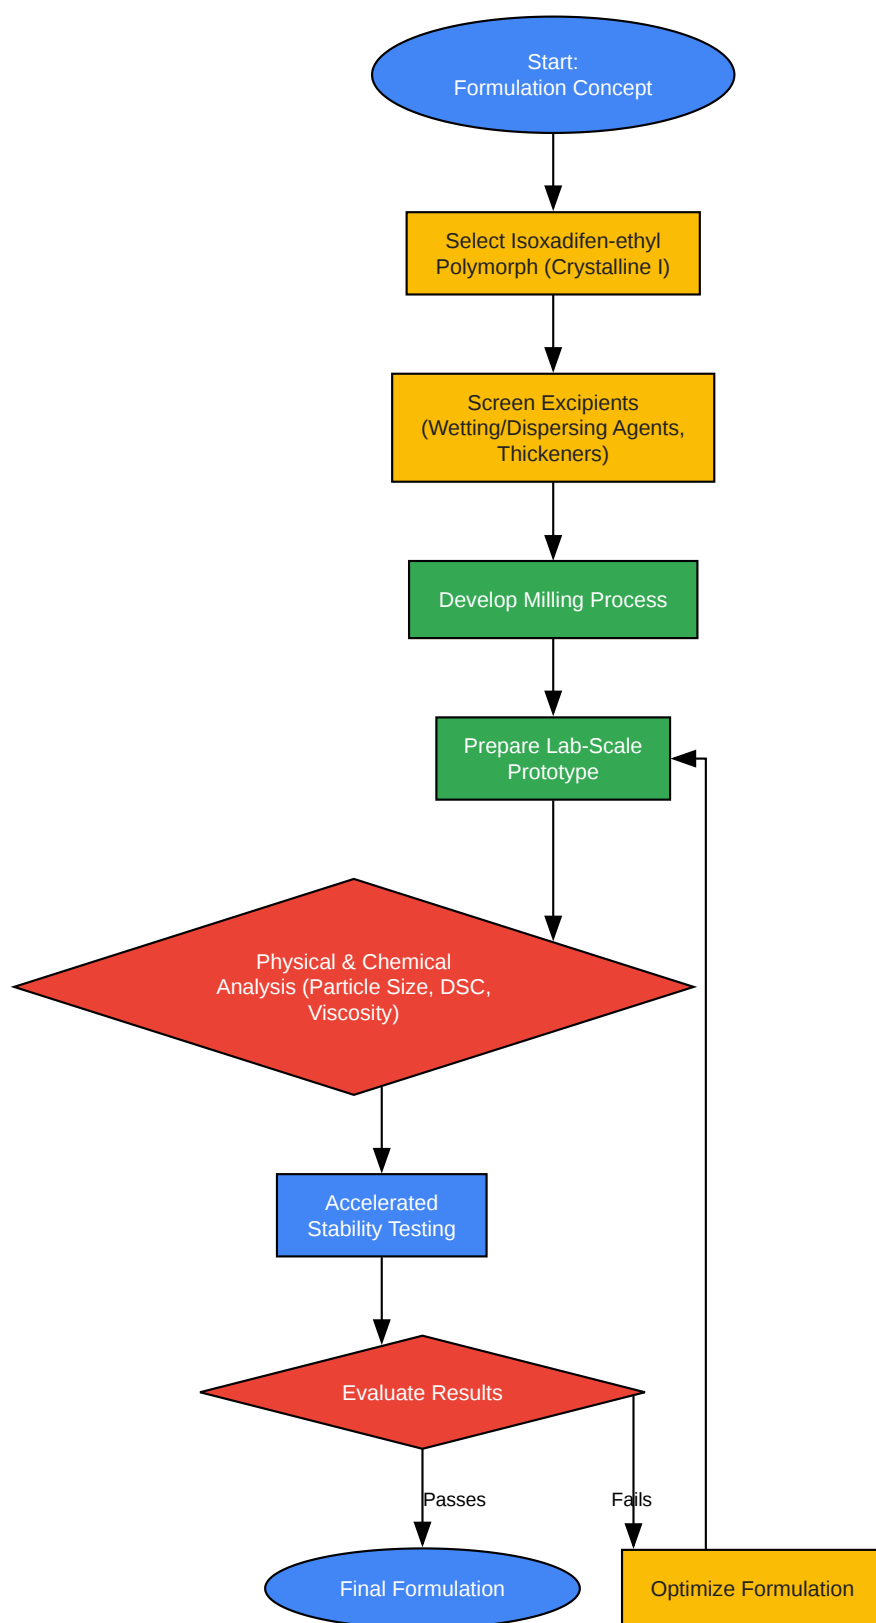 Start:
Formulation Concept
Select Isoxadifen-ethyl
Polymorph (Crystalline I)
Screen Excipients
(Wetting/Dispersing Agents,
Thickeners)
Develop Milling Process
Prepare Lab-Scale
Prototype
Physical & Chemical
Analysis (Particle Size, DSC,
Viscosity)
Accelerated
Stability Testing
Evaluate Results
Passes
Fails
Final Formulation
Optimize Formulation